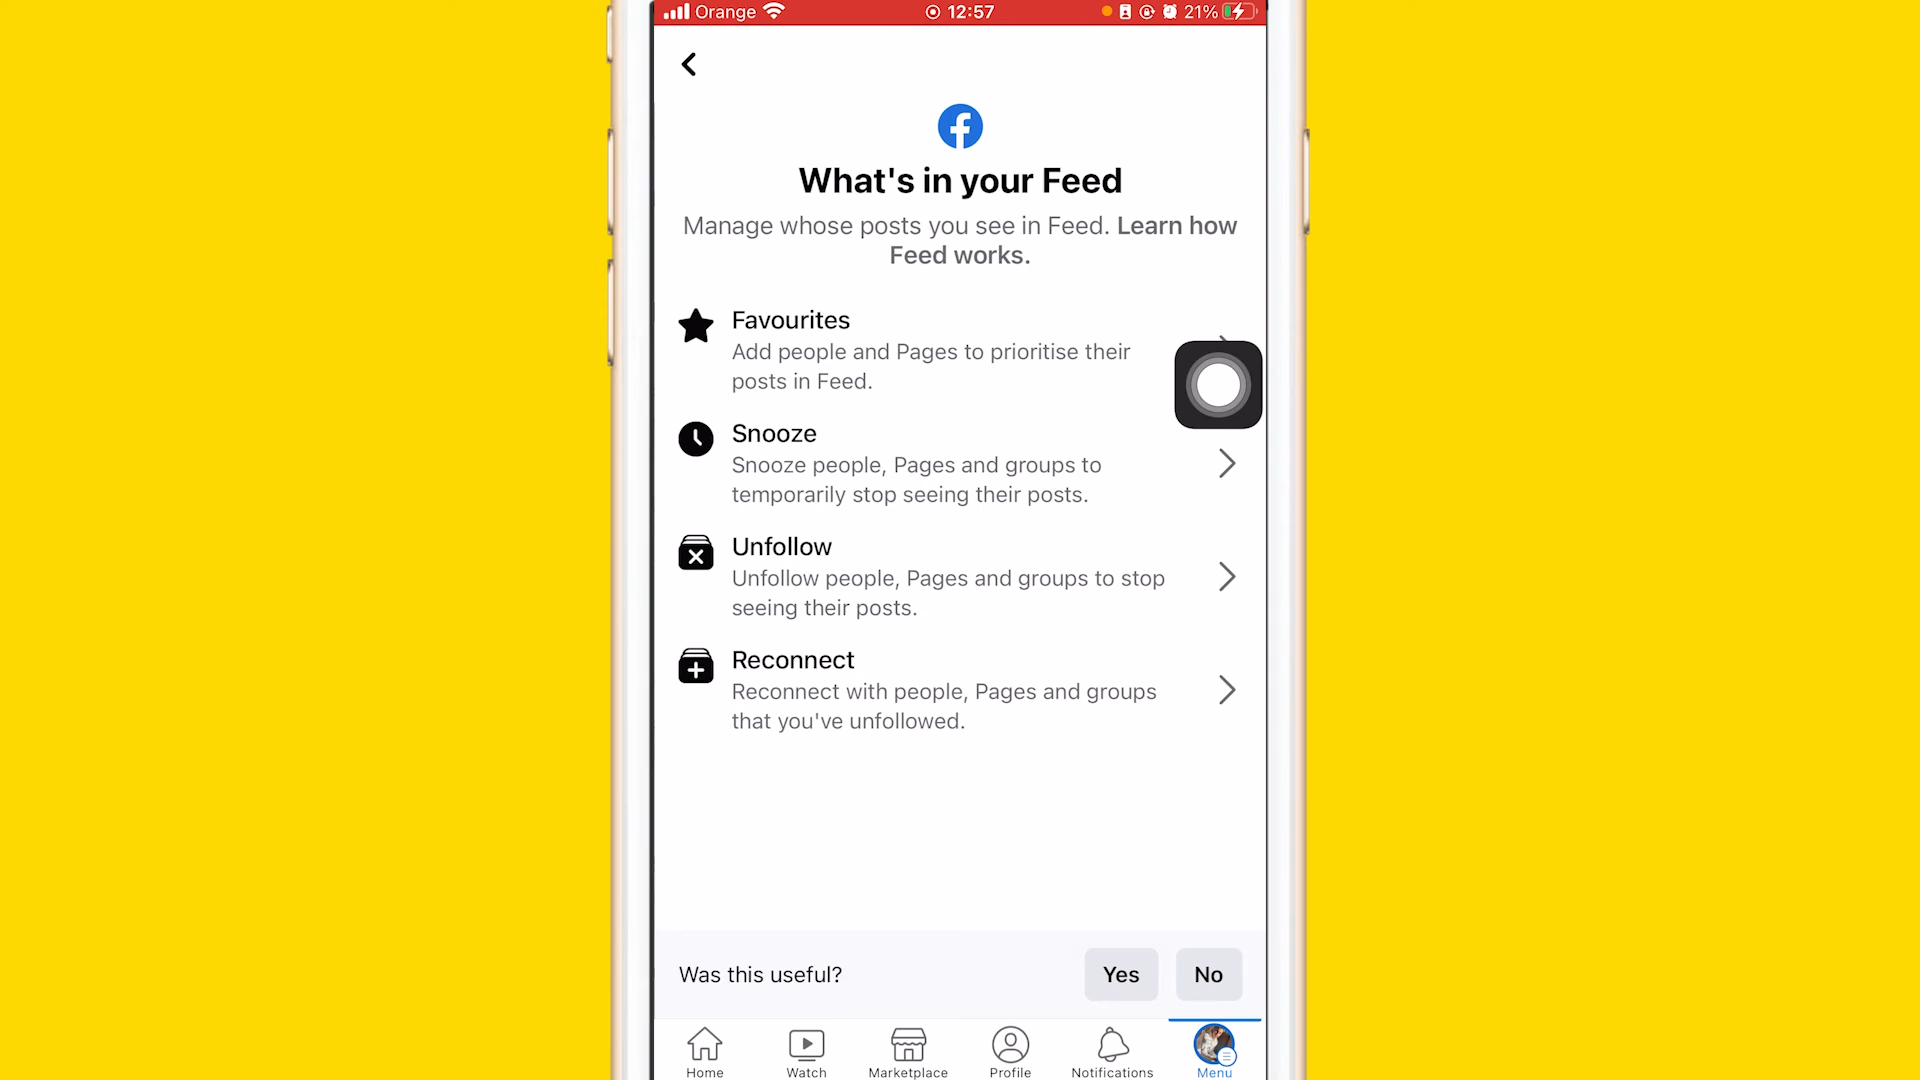 Orange 12:57 21%
What's in your Feed
Manage whose posts you see in Feed. Learn how
Feed works.
Favourites
Add people and Pages to prioritise their
posts in Feed.
Snooze
Snooze people, Pages and groups to
temporarily stop seeing their posts.
Unfollow
Unfollow people, Pages and groups to stop
seeing their posts.
Reconnect
Reconnect with people, Pages and groups
that you've unfollowed.
Was this useful? Yes No
Home Watch Marketplace Profile Notifications Menu